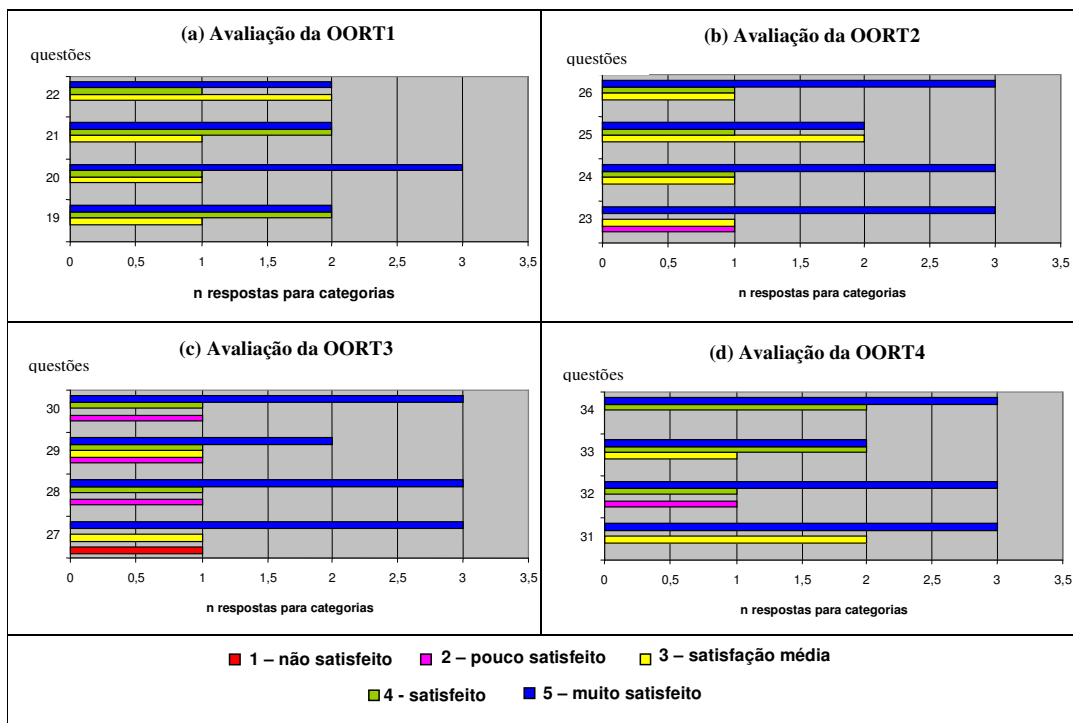 (a) Avaliação da OORT1
questões
22
21
20
19
0 0,5 1 1,5 2 2,5 3 3,5
n respostas para categorias
(b) Avaliação da OORT2
questões
26
25
24
23
0 0,5 1 1,5 2 2,5 3 3,5
n respostas para categorias
(c) Avaliação da OORT3
questões
30
29
28
27
0 0,5 1 1,5 2 2,5 3 3,5
n respostas para categorias
(d) Avaliação da OORT4
questões
34
33
32
31
0 0,5 1 1,5 2 2,5 3 3,5
n respostas para categorias
1 – não satisfeito 2 – pouco satisfeito 3 – satisfação média
4 - satisfeito 5 – muito satisfeito